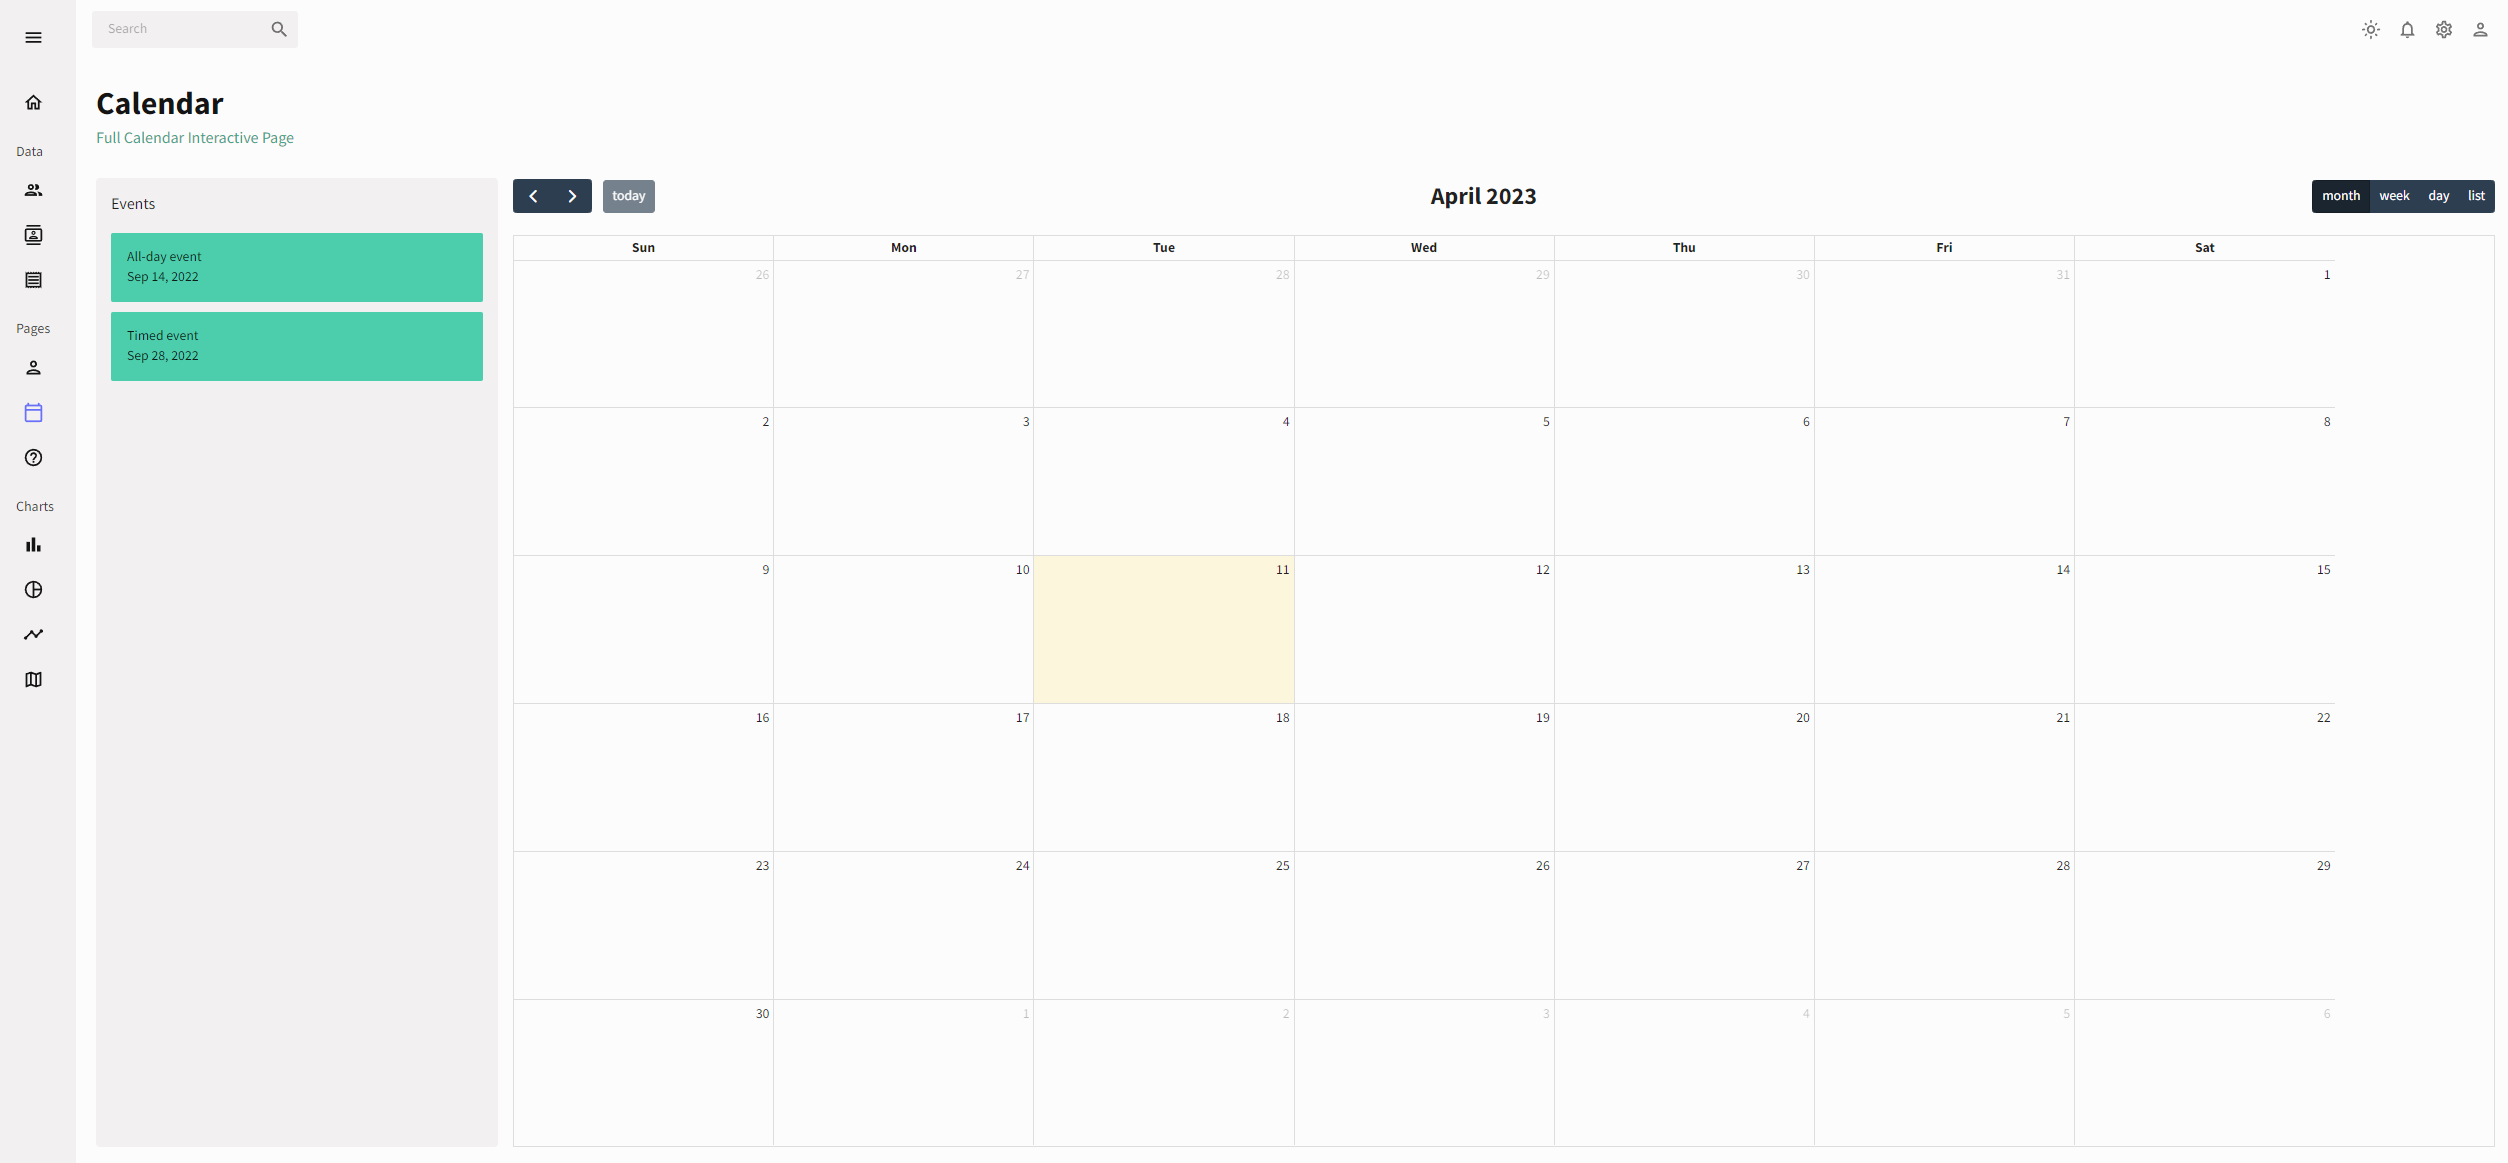 Search
Calendar
Full Calendar Interactive Page
Data
Pages
Charts
Events
All-day event
Sep 14, 2022
Timed event
Sep 28, 2022
today
April 2023
month week day list
Sun Mon Tue Wed Thu Fri Sat
26 27 28 29 30 31 1
2 3 4 5 6 7 8
9 10 11 12 13 14 15
16 17 18 19 20 21 22
23 24 25 26 27 28 29
30 1 2 3 4 5 6